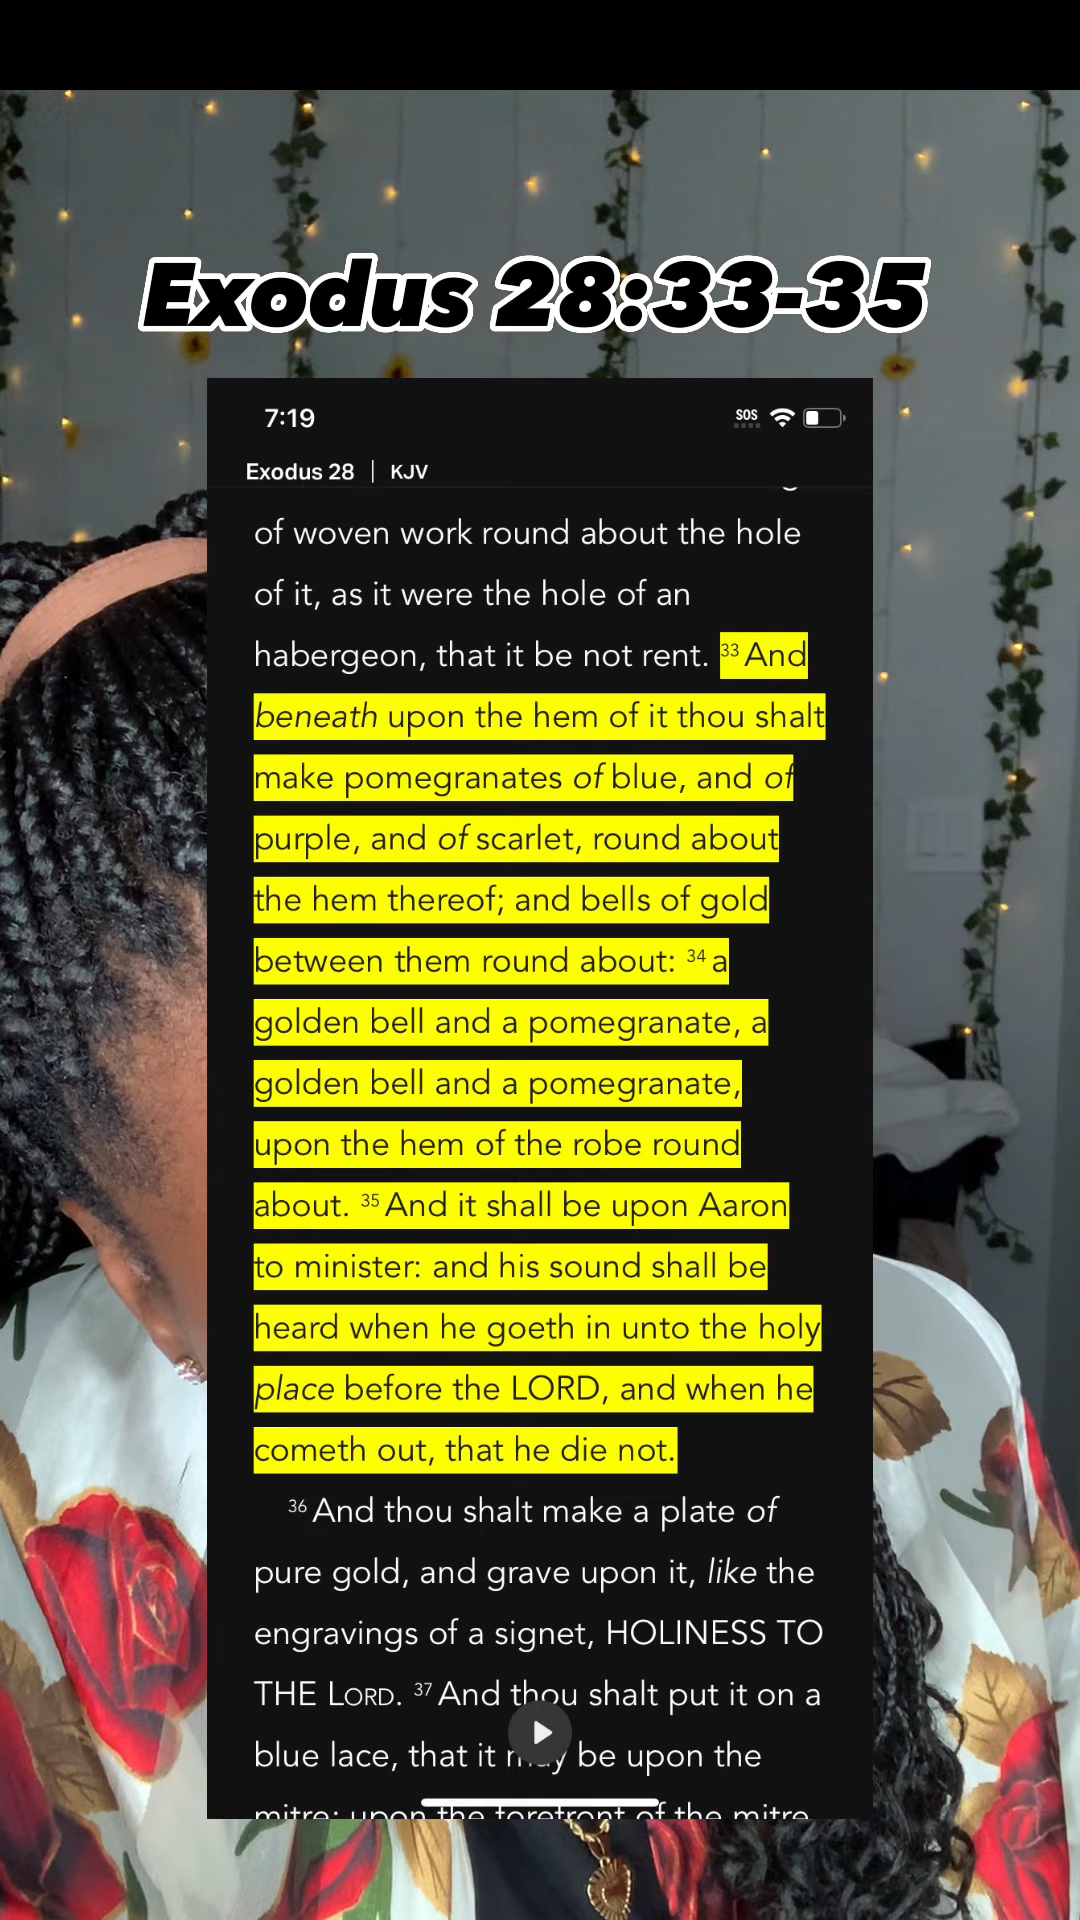 Exodus 28:33-35
7:19
SOS
Exodus 28 | KJV
of woven work round about the hole
of it, as it were the hole of an
habergeon, that it be not rent. 33 And
beneath upon the hem of it thou shalt
make pomegranates of blue, and of
purple, and of scarlet, round about
the hem thereof; and bells of gold
between them round about: 34 a
golden bell and a pomegranate, a
golden bell and a pomegranate,
upon the hem of the robe round
about. 35 And it shall be upon Aaron
to minister: and his sound shall be
heard when he goeth in unto the holy
place before the LORD, and when he
cometh out, that he die not.
36 And thou shalt make a plate of
pure gold, and grave upon it, like the
engravings of a signet, HOLINESS TO
THE LORD. 37 And thou shalt put it on a
blue lace, that it may be upon the
mitre; upon the forefront of the mitre